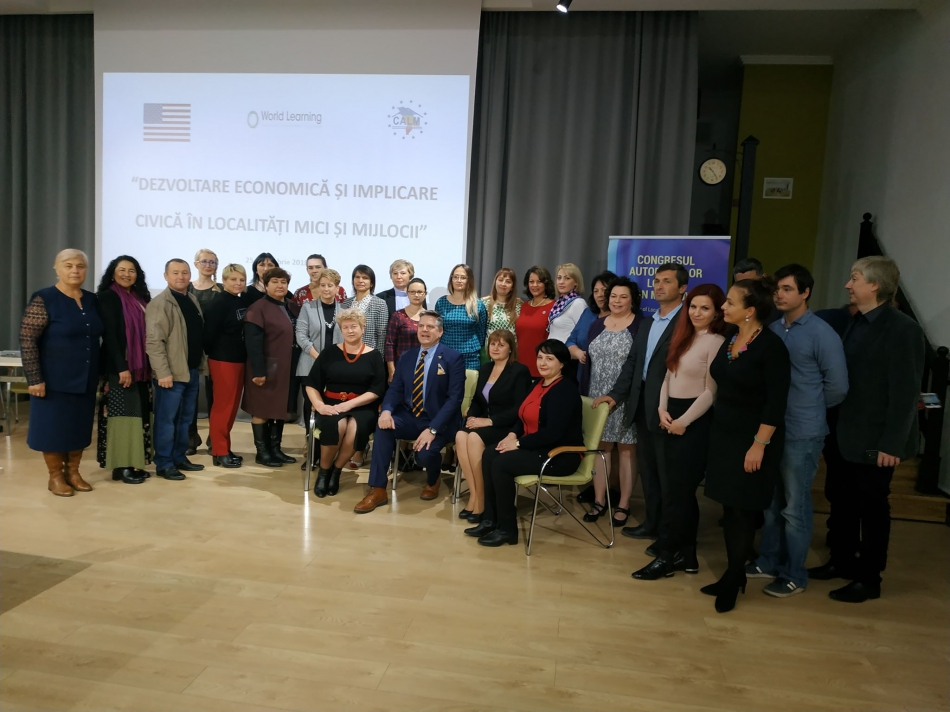 World Learning
CALM
"DEZVOLTARE ECONOMICĂ ȘI IMPLICARE
CIVICĂ ÎN LOCALITĂȚI MICI ȘI MIJLOCII"
CONGRESUL